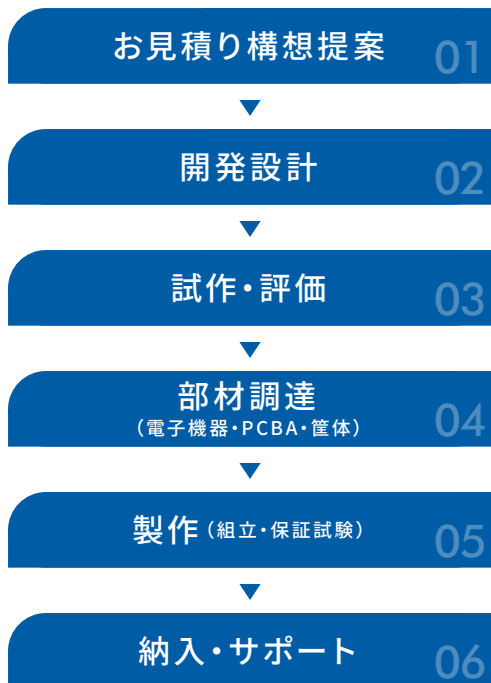 お見積り構想提案 01
開発設計 02
試作・評価 03
部材調達
（電子機器・PCBA・筐体） 04
製作（組立・保証試験） 05
納入・サポート 06